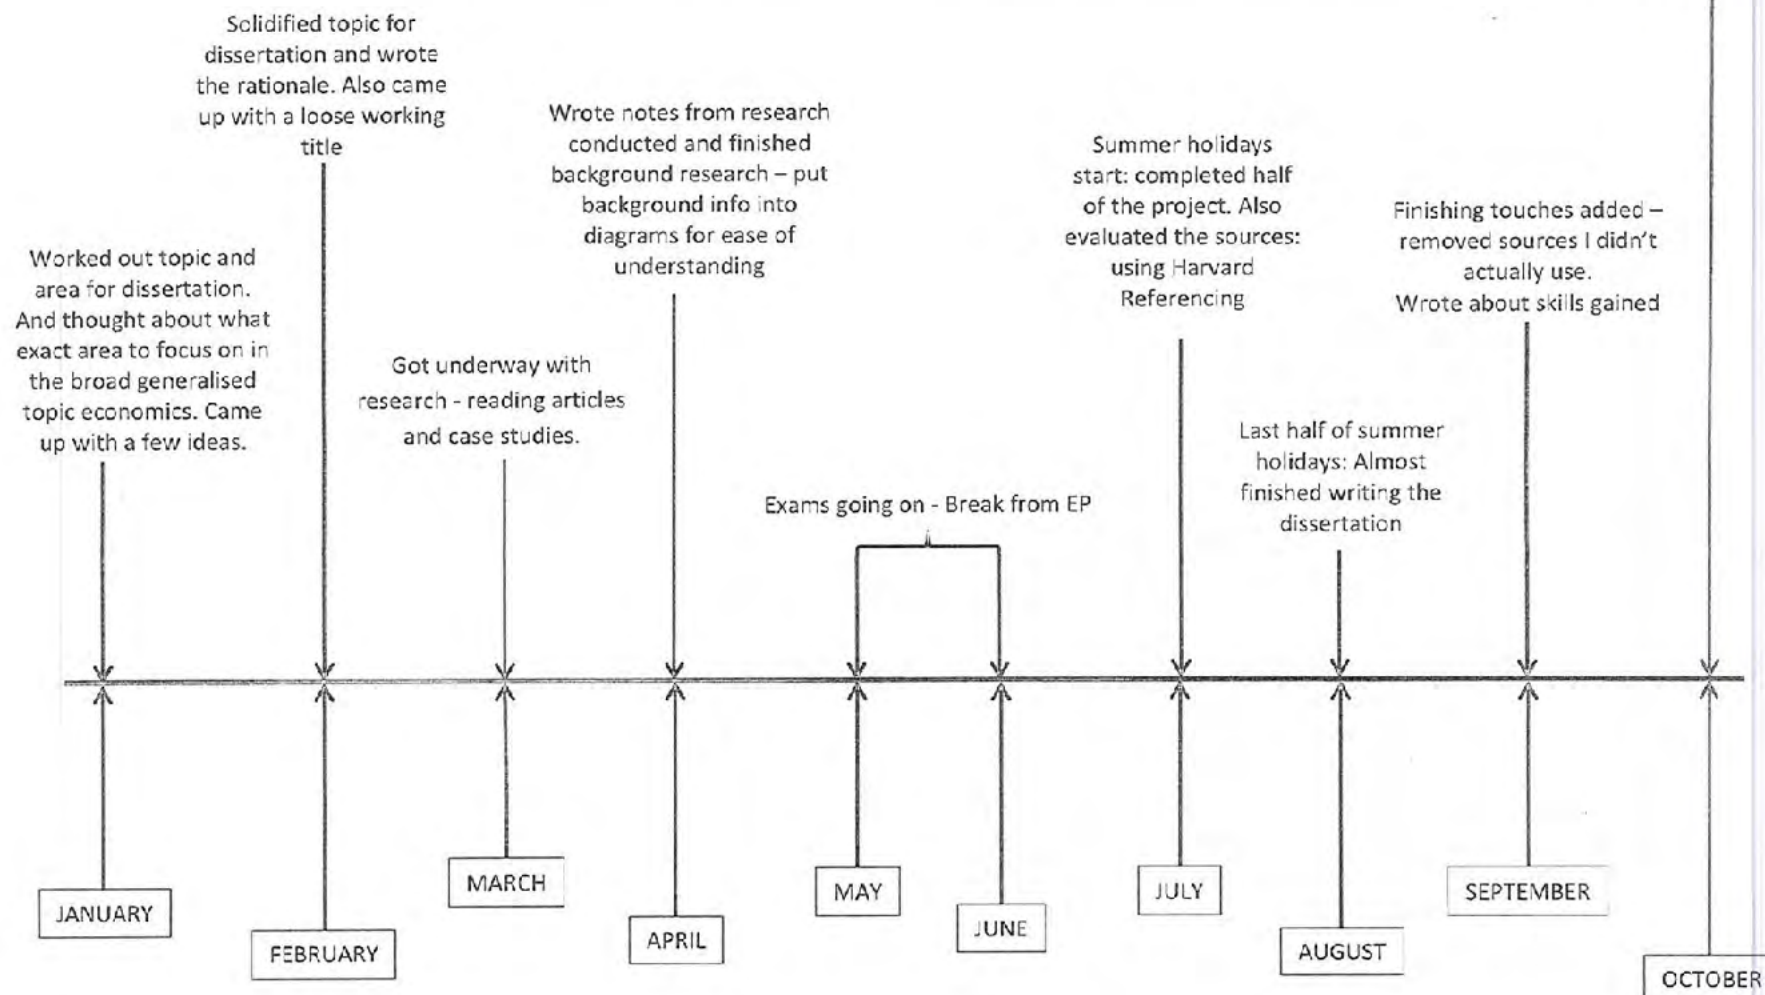 Solidified topic for
dissertation and wrote
the rationale. Also came
up with a loose working
title
Wrote notes from research
conducted and finished
background research – put
background info into
diagrams for ease of
understanding
Summer holidays
start: completed half
of the project. Also
evaluated the sources:
using Harvard
Referencing
Finishing touches added –
removed sources I didn't
actually use.
Wrote about skills gained
Worked out topic and
area for dissertation.
And thought about what
exact area to focus on in
the broad generalised
topic economics. Came
up with a few ideas.
Got underway with
research - reading articles
and case studies.
Last half of summer
holidays: Almost
finished writing the
dissertation
Exams going on - Break from EP
JANUARY
FEBRUARY
MARCH
APRIL
MAY
JUNE
JULY
AUGUST
SEPTEMBER
OCTOBER